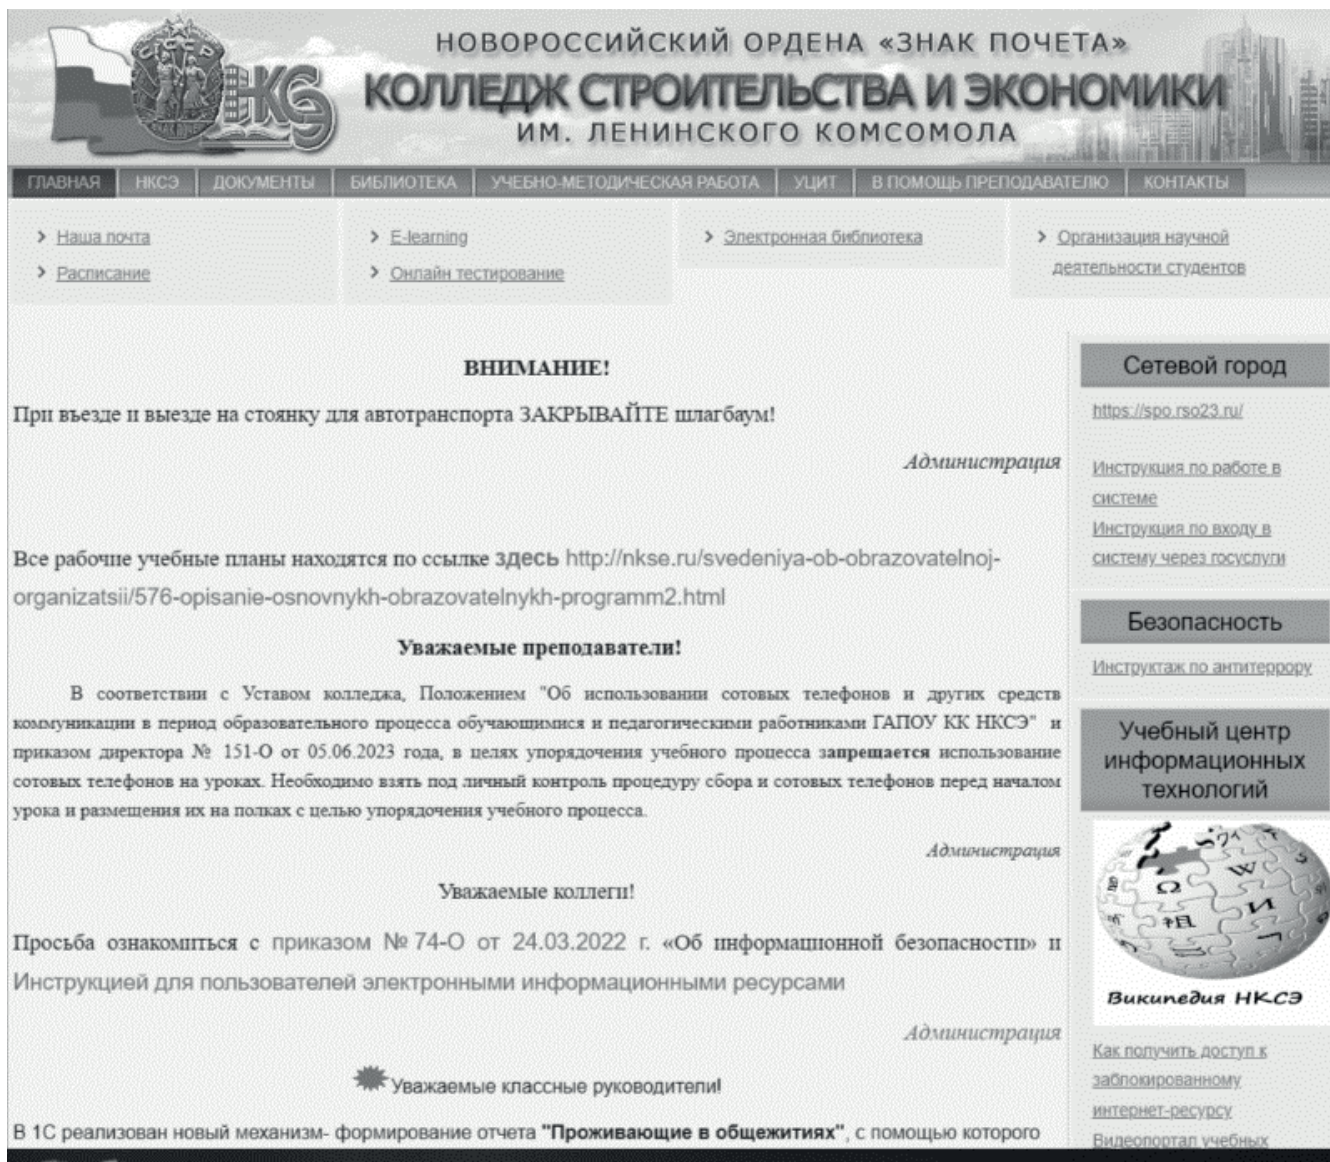 НОВОРОССИЙСКИЙ ОРДЕНА «ЗНАК ПОЧЕТА»
КОЛЛЕДЖ СТРОИТЕЛЬСТВА И ЭКОНОМИКИ
ИМ. ЛЕНИНСКОГО КОМСОМОЛА
СССР
НКСЭ
ГЛАВНАЯ НКСЭ ДОКУМЕНТЫ БИБЛИОТЕКА УЧЕБНО-МЕТОДИЧЕСКАЯ РАБОТА УЦИТ В ПОМОЩЬ ПРЕПОДАВАТЕЛЮ КОНТАКТЫ
Наша почта
Расписание
E-learning
Онлайн тестирование
Электронная библиотека
Организация научной
деятельности студентов
ВНИМАНИЕ!
При въезде и выезде на стоянку для автотранспорта ЗАКРЫВАЙТЕ шлагбаум!
Администрация
Все рабочие учебные планы находятся по ссылке здесь http://nkse.ru/svedeniya-ob-obrazovatelnoj-
organizatsii/576-opisanie-osnovnykh-obrazovatelnykh-programm2.html
Уважаемые преподаватели!
В соответствии с Уставом колледжа, Положением "Об использовании сотовых телефонов и других средств
коммуникации в период образовательного процесса обучающимися и педагогическими работниками ГАПОУ КК НКСЭ" и
приказом директора № 151-О от 05.06.2023 года, в целях упорядочения учебного процесса запрещается использование
сотовых телефонов на уроках. Необходимо взять под личный контроль процедуру сбора и сотовых телефонов перед началом
урока и размещения их на полках с целью упорядочения учебного процесса.
Администрация
Уважаемые коллеги!
Просьба ознакомиться с приказом № 74-О от 24.03.2022 г. «Об информационной безопасности» и
Инструкцией для пользователей электронными информационными ресурсами
Администрация
Уважаемые классные руководители!
В 1С реализован новый механизм- формирование отчета "Проживающие в общежитиях", с помощью которого
Сетевой город
https://spo.rso23.ru/
Инструкция по работе в
системе
Инструкция по входу в
систему через госуслуги
Безопасность
Инструктаж по антитеррору
Учебный центр
информационных
технологий
Ω W И 7
Википедия НКСЭ
Как получить доступ к
заблокированному
интернет-ресурсу
Видеопортал учебных